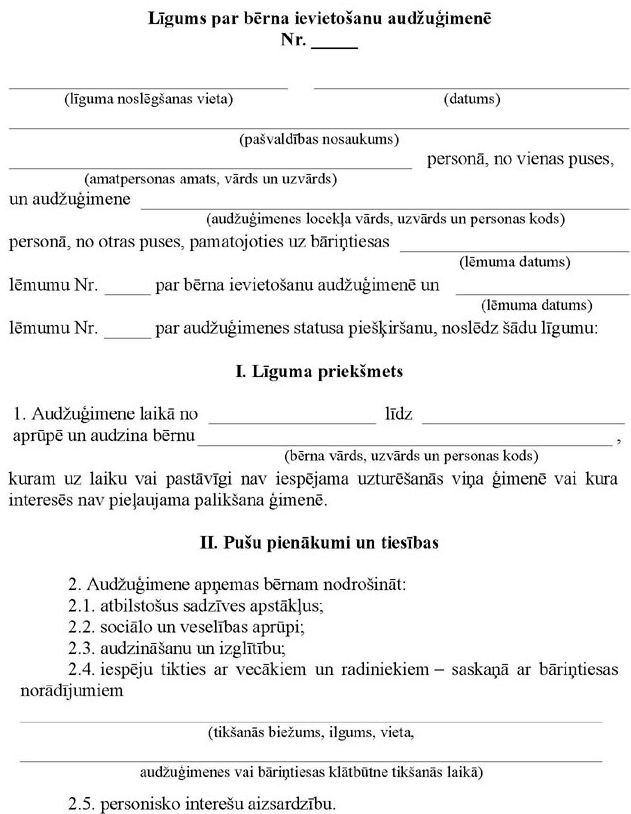 Līgums par bērna ievietošanu audžuģimenē
Nr. _____
(līguma noslēgšanas vieta) (datums)
(pašvaldības nosaukums)
personā, no vienas puses,
(amatpersonas amats, vārds un uzvārds)
un audžuģimene
(audžuģimenes locekļa vārds, uzvārds un personas kods)
personā, no otras puses, pamatojoties uz bāriņtiesas
(lēmuma datums)
lēmumu Nr. _____ par bērna ievietošanu audžuģimenē un
(lēmuma datums)
lēmumu Nr. _____ par audžuģimenes statusa piešķiršanu, noslēdz šādu līgumu:
I. Līguma priekšmets
1. Audžuģimene laikā no ____ līdz ____
aprūpē un audzina bērnu ____ ,
(bērna vārds, uzvārds un personas kods)
kuram uz laiku vai pastāvīgi nav iespējama uzturēšanās viņa ģimenē vai kura
interesēs nav pieļaujama palikšana ģimenē.
II. Pušu pienākumi un tiesības
2. Audžuģimene apņemas bērnam nodrošināt:
2.1. atbilstošus sadzīves apstākļus;
2.2. sociālo un veselības aprūpi;
2.3. audzināšanu un izglītību;
2.4. iespēju tikties ar vecākiem un radiniekiem – saskaņā ar bāriņtiesas
norādījumiem
(tikšanās biežums, ilgums, vieta,
audžuģimenes vai bāriņtiesas klātbūtne tikšanās laikā)
2.5. personisko interešu aizsardzību.